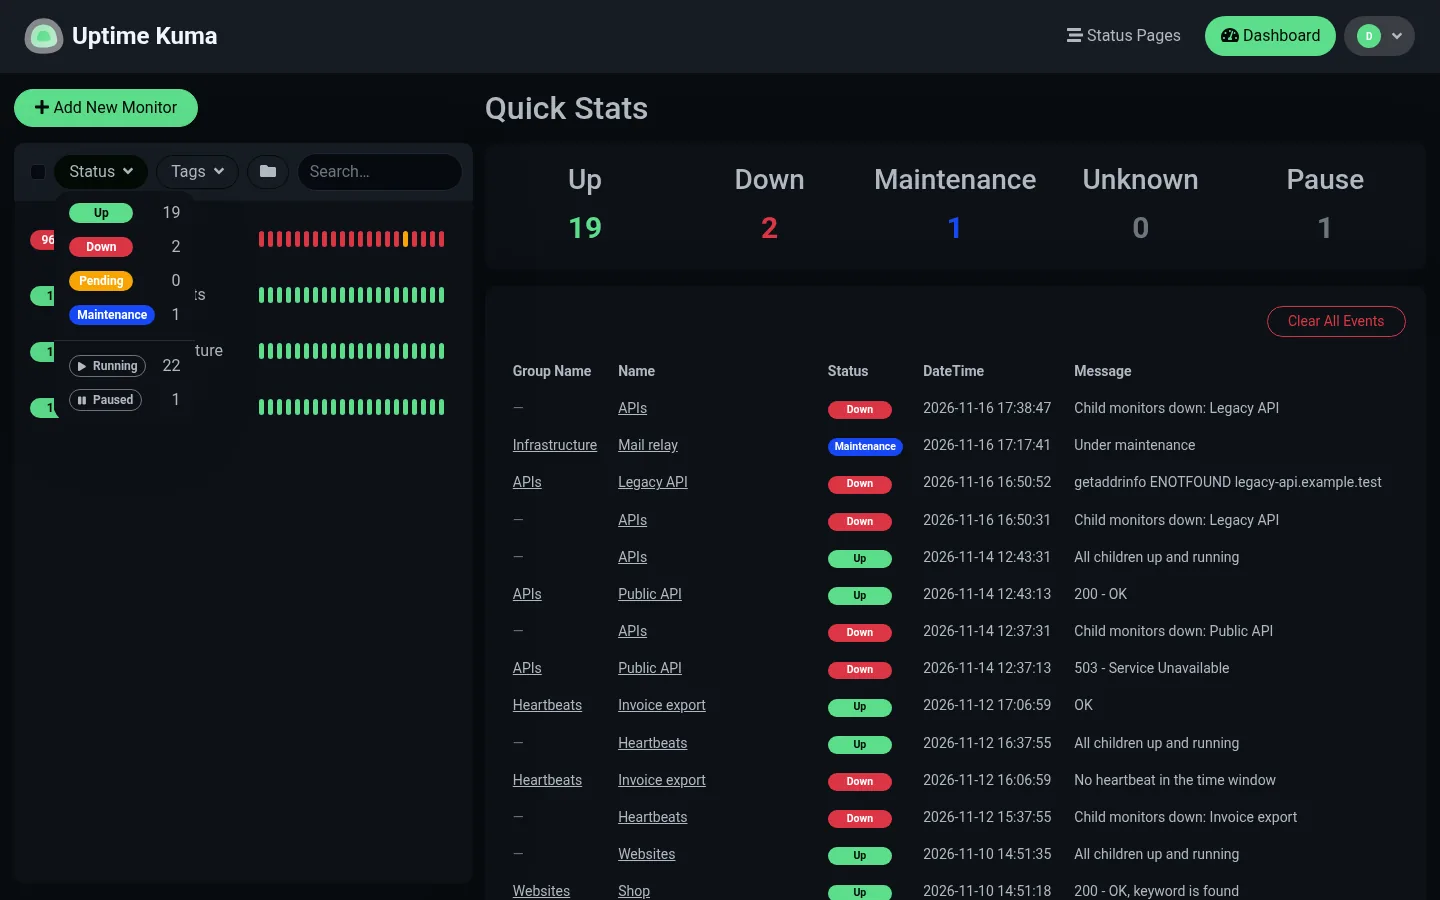 Uptime Kuma
Status Pages
Dashboard
D
Add New Monitor
Status
Tags
Search...
Up 19
Down 2
Pending 0
Maintenance 1
Running 22
Paused 1
96
1
ts
1
ture
1
Quick Stats
Up Down Maintenance Unknown Pause
19 2 1 0 1
Clear All Events
Group Name Name Status DateTime Message
— APIs Down 2026-11-16 17:38:47 Child monitors down: Legacy API
Infrastructure Mail relay Maintenance 2026-11-16 17:17:41 Under maintenance
APIs Legacy API Down 2026-11-16 16:50:52 getaddrinfo ENOTFOUND legacy-api.example.test
— APIs Down 2026-11-16 16:50:31 Child monitors down: Legacy API
— APIs Up 2026-11-14 12:43:31 All children up and running
APIs Public API Up 2026-11-14 12:43:13 200 - OK
— APIs Down 2026-11-14 12:37:31 Child monitors down: Public API
APIs Public API Down 2026-11-14 12:37:13 503 - Service Unavailable
Heartbeats Invoice export Up 2026-11-12 17:06:59 OK
— Heartbeats Up 2026-11-12 16:37:55 All children up and running
Heartbeats Invoice export Down 2026-11-12 16:06:59 No heartbeat in the time window
— Heartbeats Down 2026-11-12 15:37:55 Child monitors down: Invoice export
— Websites Up 2026-11-10 14:51:35 All children up and running
Websites Shop Up 2026-11-10 14:51:18 200 - OK, keyword is found